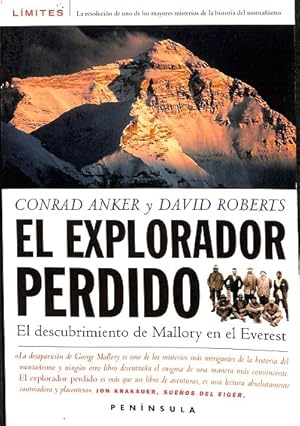 LÍMITES
La resolución de uno de los mayores misterios de la historia del montañismo
CONRAD ANKER y DAVID ROBERTS
EL EXPLORADOR
PERDIDO
El descubrimiento de Mallory en el Everest
«La desaparición de George Mallory es uno de los misterios más intrigantes de la historia del
montañismo y ningún otro libro desentraña el enigma de una manera más convincente.
El explorador perdido es más que un libro de aventuras, es una lectura absolutamente
cautivadora y placentera». JON KRAKAUER, SUEÑOS DEL EIGER.
PENÍNSULA